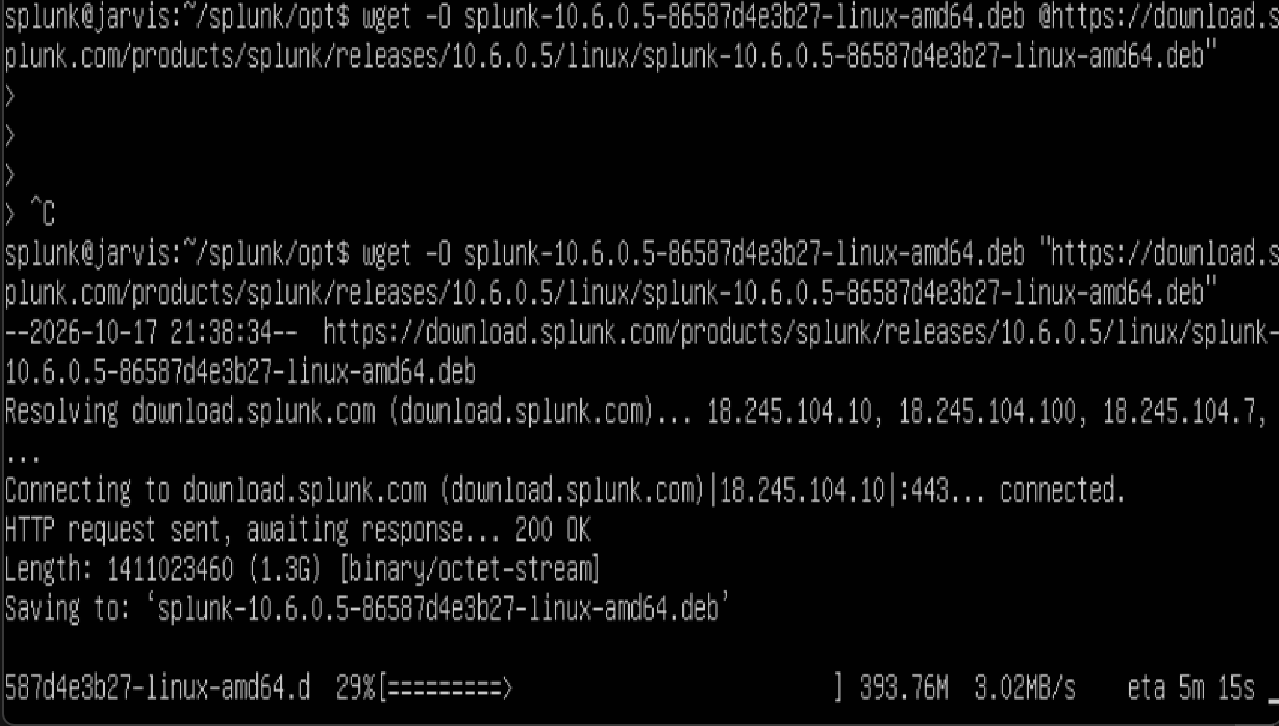 splunk@jarvis:~/splunk/opt$ wget -O splunk-10.6.0.5-86587d4e3b27-linux-amd64.deb @https://download.s
plunk.com/products/splunk/releases/10.6.0.5/linux/splunk-10.6.0.5-86587d4e3b27-linux-amd64.deb"
>
>
>
> ^C
splunk@jarvis:~/splunk/opt$ wget -O splunk-10.6.0.5-86587d4e3b27-linux-amd64.deb "https://download.s
plunk.com/products/splunk/releases/10.6.0.5/linux/splunk-10.6.0.5-86587d4e3b27-linux-amd64.deb"
--2026-10-17 21:38:34--  https://download.splunk.com/products/splunk/releases/10.6.0.5/linux/splunk-
10.6.0.5-86587d4e3b27-linux-amd64.deb
Resolving download.splunk.com (download.splunk.com)... 18.245.104.10, 18.245.104.100, 18.245.104.7,
...
Connecting to download.splunk.com (download.splunk.com)|18.245.104.10|:443... connected.
HTTP request sent, awaiting response... 200 OK
Length: 1411023460 (1.3G) [binary/octet-stream]
Saving to: ‘splunk-10.6.0.5-86587d4e3b27-linux-amd64.deb’
587d4e3b27-linux-amd64.d  29%[=========>                         ] 393.76M  3.02MB/s    eta 5m 15s _